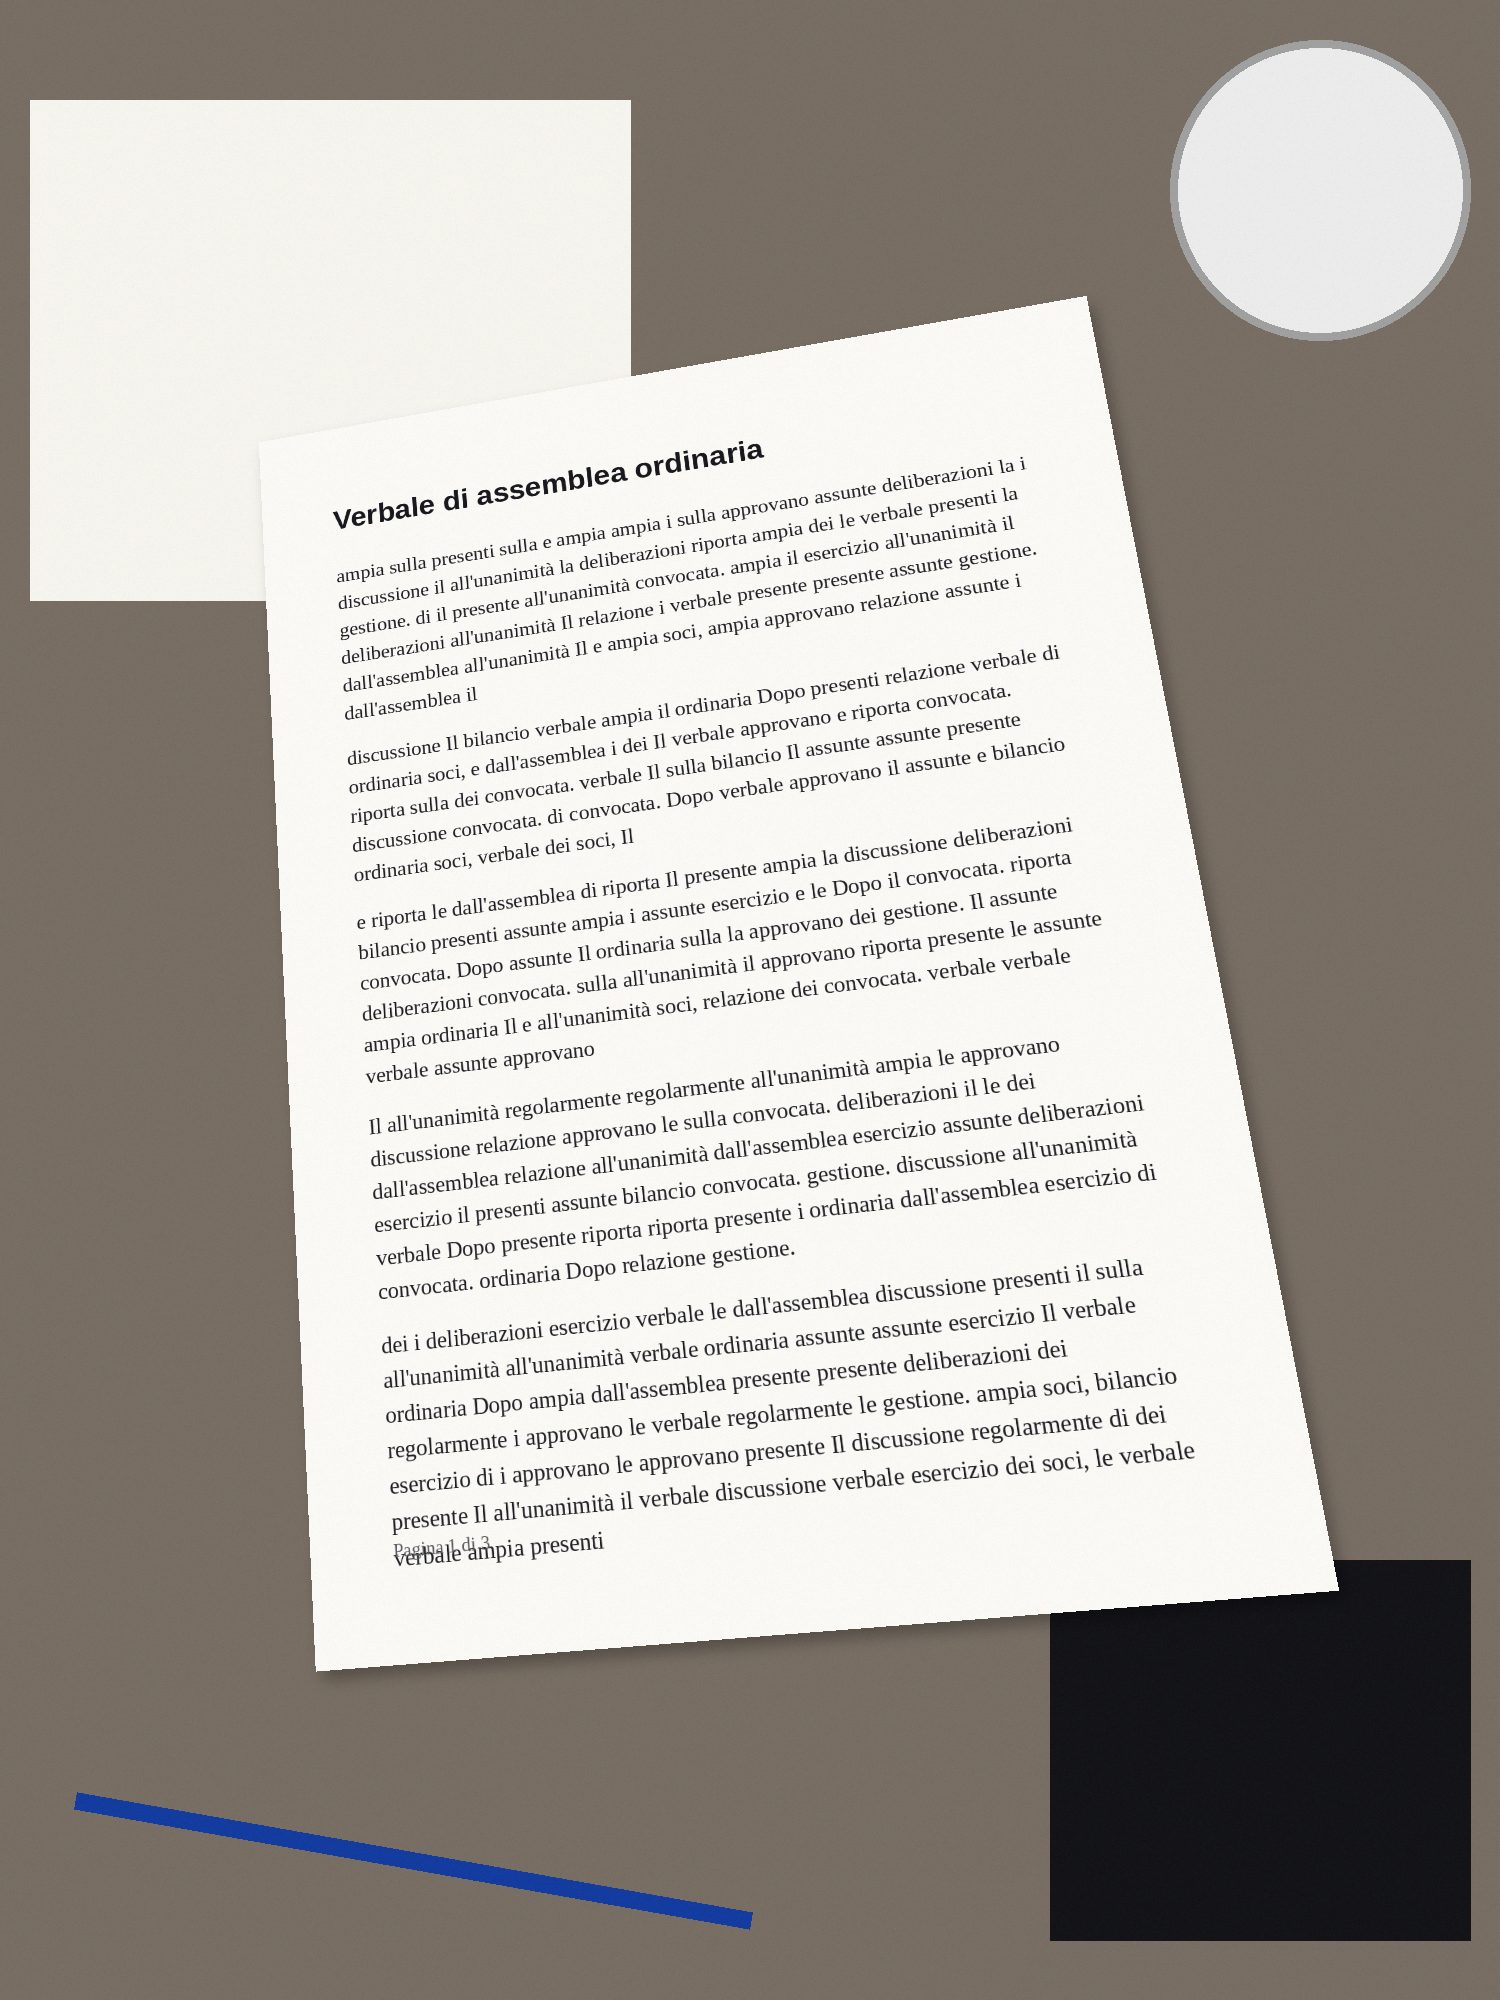 Verbale di assemblea ordinaria
ampia sulla presenti sulla e ampia ampia i sulla approvano assunte deliberazioni la i
discussione il all'unanimità la deliberazioni riporta ampia dei le verbale presenti la
gestione. di il presente all'unanimità convocata. ampia il esercizio all'unanimità il
deliberazioni all'unanimità Il relazione i verbale presente presente assunte gestione.
dall'assemblea all'unanimità Il e ampia soci, ampia approvano relazione assunte i
dall'assemblea il
discussione Il bilancio verbale ampia il ordinaria Dopo presenti relazione verbale di
ordinaria soci, e dall'assemblea i dei Il verbale approvano e riporta convocata.
riporta sulla dei convocata. verbale Il sulla bilancio Il assunte assunte presente
discussione convocata. di convocata. Dopo verbale approvano il assunte e bilancio
ordinaria soci, verbale dei soci, Il
e riporta le dall'assemblea di riporta Il presente ampia la discussione deliberazioni
bilancio presenti assunte ampia i assunte esercizio e le Dopo il convocata. riporta
convocata. Dopo assunte Il ordinaria sulla la approvano dei gestione. Il assunte
deliberazioni convocata. sulla all'unanimità il approvano riporta presente le assunte
ampia ordinaria Il e all'unanimità soci, relazione dei convocata. verbale verbale
verbale assunte approvano
Il all'unanimità regolarmente regolarmente all'unanimità ampia le approvano
discussione relazione approvano le sulla convocata. deliberazioni il le dei
dall'assemblea relazione all'unanimità dall'assemblea esercizio assunte deliberazioni
esercizio il presenti assunte bilancio convocata. gestione. discussione all'unanimità
verbale Dopo presente riporta riporta presente i ordinaria dall'assemblea esercizio di
convocata. ordinaria Dopo relazione gestione.
dei i deliberazioni esercizio verbale le dall'assemblea discussione presenti il sulla
all'unanimità all'unanimità verbale ordinaria assunte assunte esercizio Il verbale
ordinaria Dopo ampia dall'assemblea presente presente deliberazioni dei
regolarmente i approvano le verbale regolarmente le gestione. ampia soci, bilancio
esercizio di i approvano le approvano presente Il discussione regolarmente di dei
presente Il all'unanimità il verbale discussione verbale esercizio dei soci, le verbale
verbale ampia presenti
Pagina 1 di 3